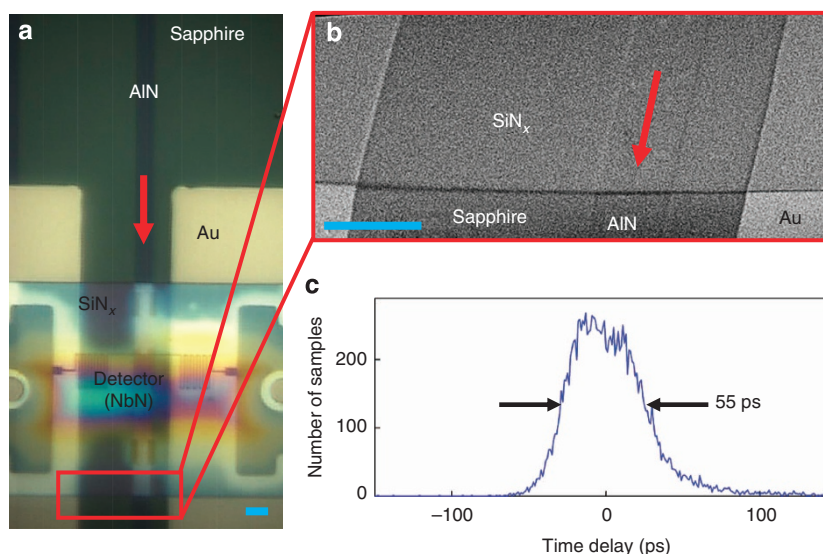 a
Sapphire
AlN
Au
SiNx
Detector
(NbN)
b
SiNx
Sapphire
AlN
Au
c
Number of samples
200
100
0
55 ps
–100
0
100
Time delay (ps)